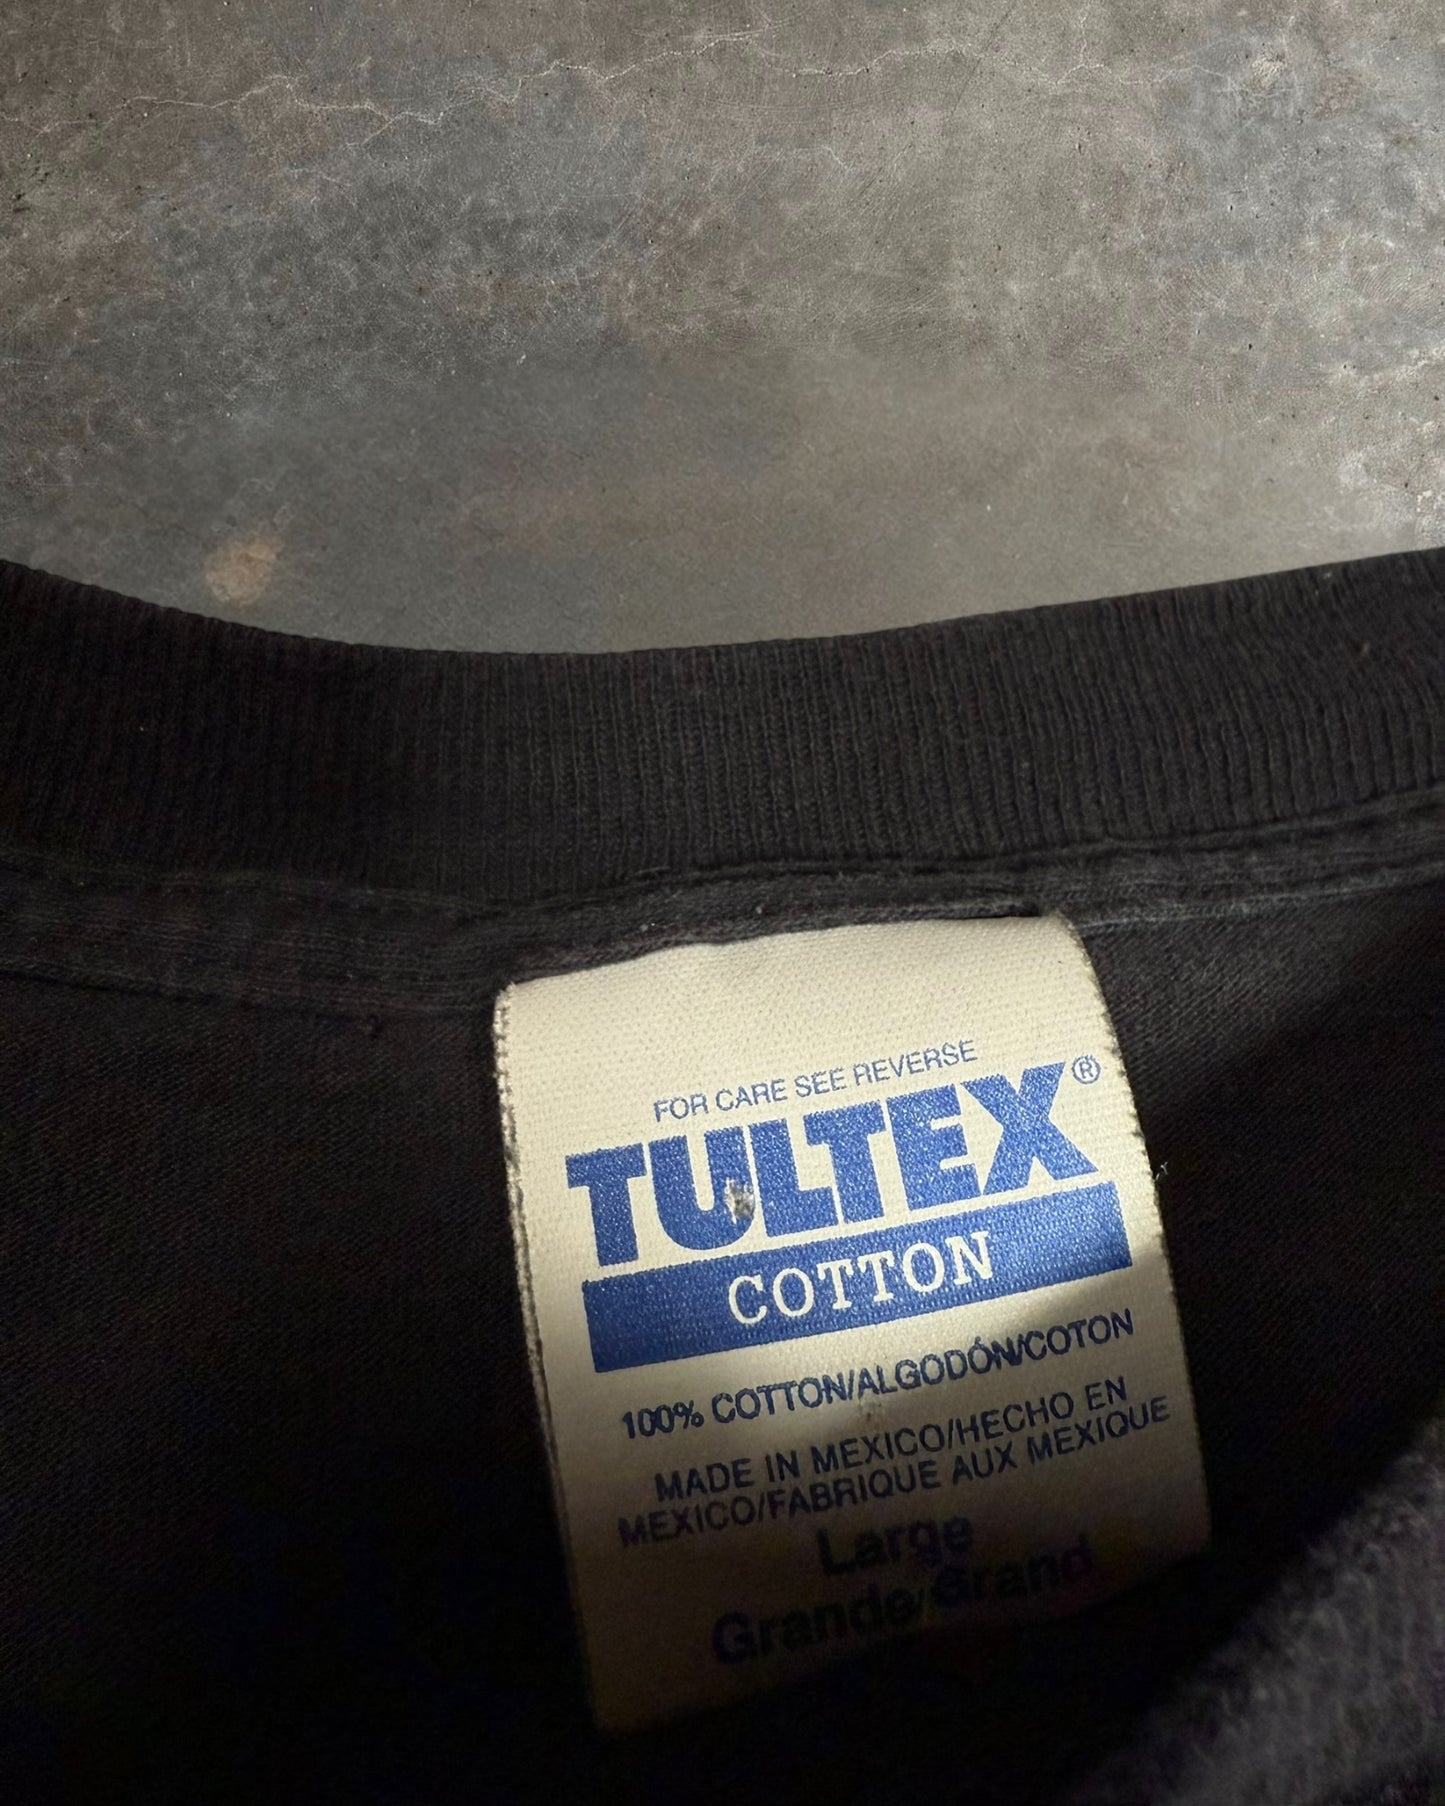 FOR CARE SEE REVERSE
TULTEX®
COTTON
100% COTTON/ALGODÓN/COTON
MADE IN MEXICO/HECHO EN
MEXICO/FABRIQUE AUX MEXIQUE
Large
Grande/Grand